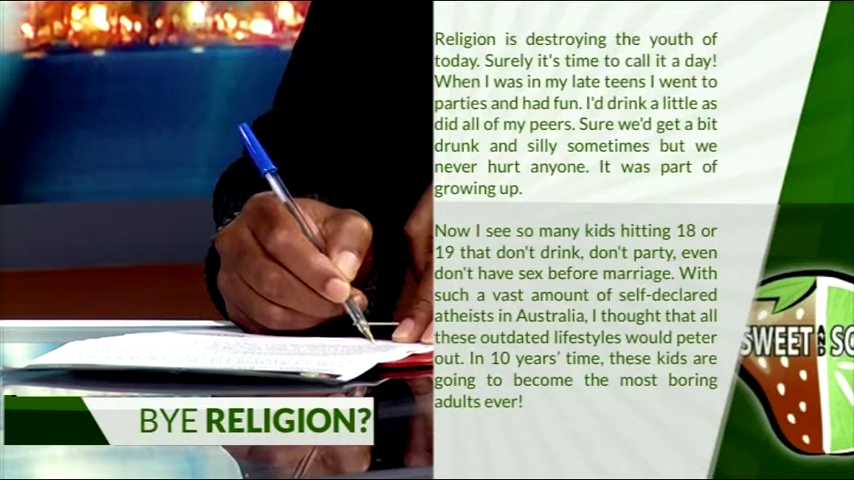 Religion is destroying the youth of
today. Surely it's time to call it a day!
When I was in my late teens I went to
parties and had fun. I'd drink a little as
did all of my peers. Sure we'd get a bit
drunk and silly sometimes but we
never hurt anyone. It was part of
growing up.
Now I see so many kids hitting 18 or
19 that don't drink, don't party, even
don't have sex before marriage. With
such a vast amount of self-declared
atheists in Australia, I thought that all
these outdated lifestyles would peter
out. In 10 years' time, these kids are
going to become the most boring
adults ever!
SWEET AND SO
BYE RELIGION?